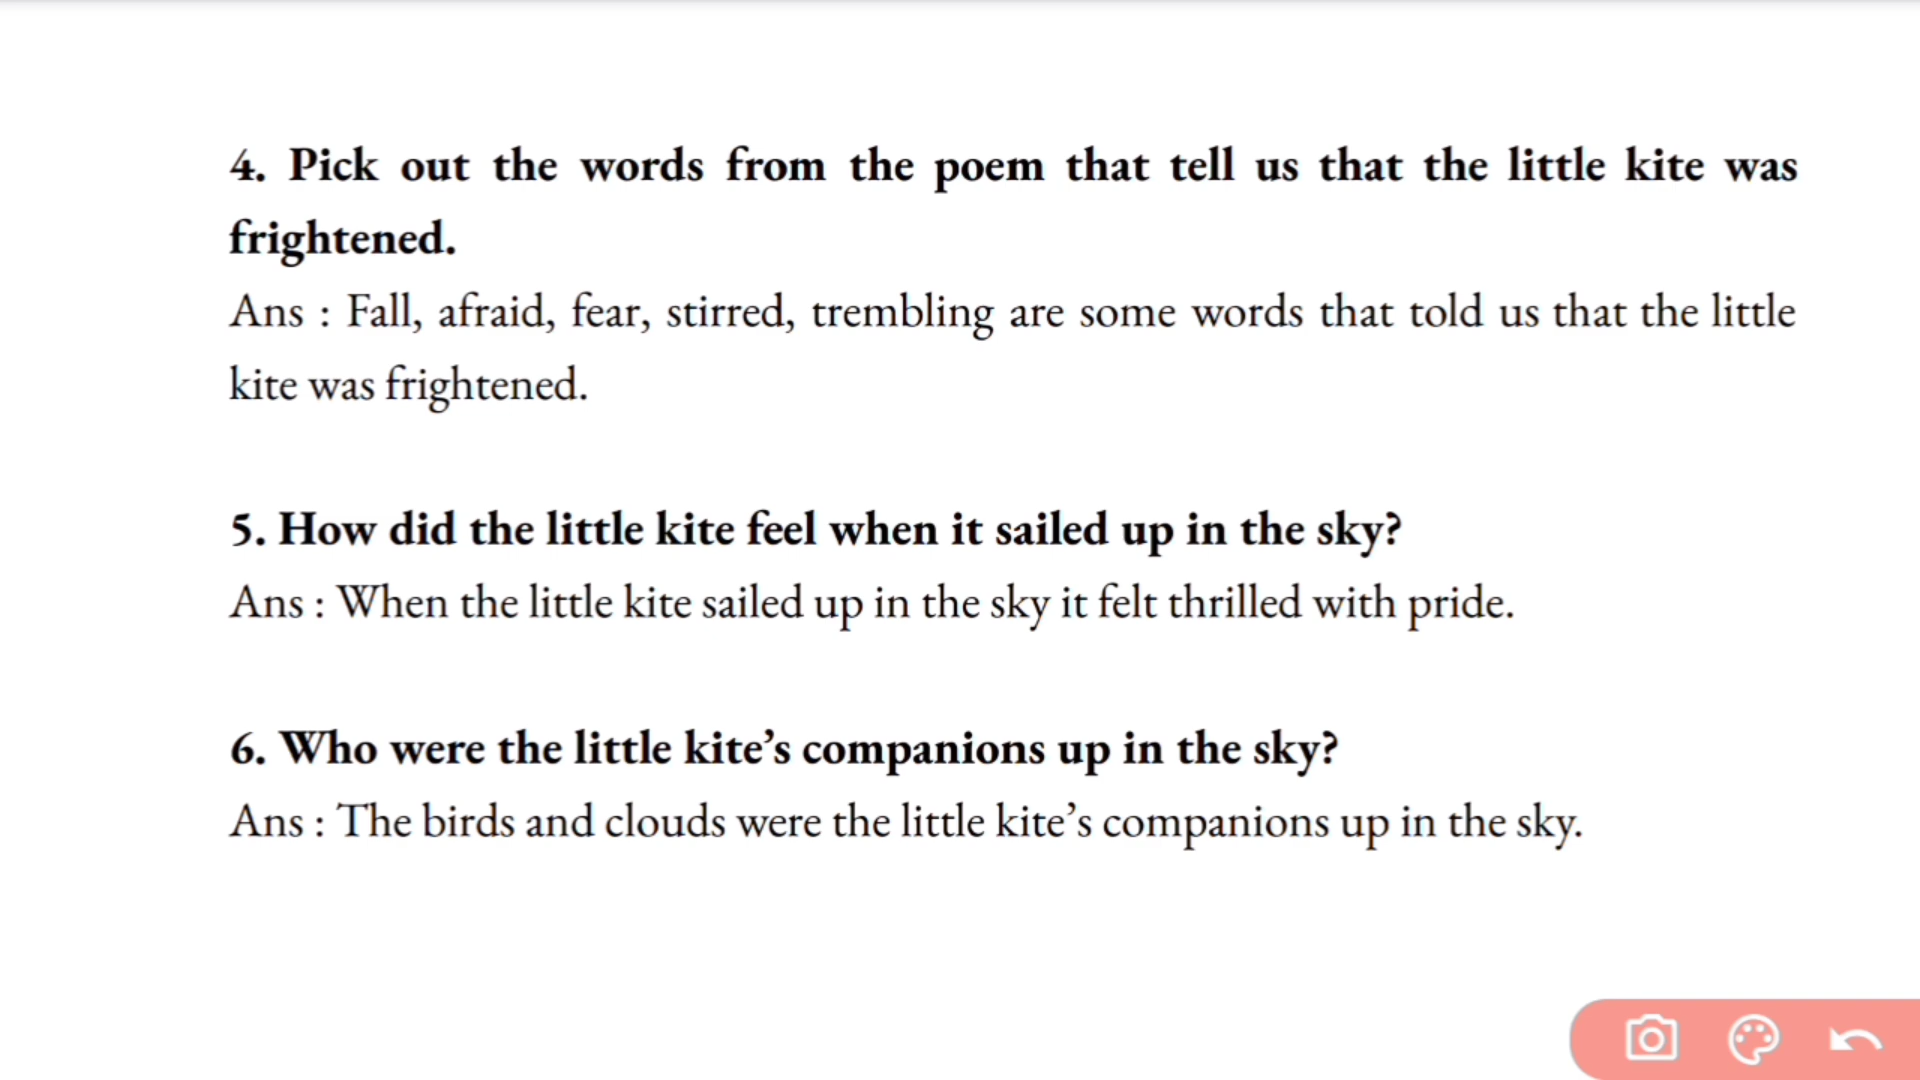 4. Pick out the words from the poem that tell us that the little kite was
frightened.
Ans : Fall, afraid, fear, stirred, trembling are some words that told us that the little
kite was frightened.
5. How did the little kite feel when it sailed up in the sky?
Ans : When the little kite sailed up in the sky it felt thrilled with pride.
6. Who were the little kite’s companions up in the sky?
Ans : The birds and clouds were the little kite’s companions up in the sky.